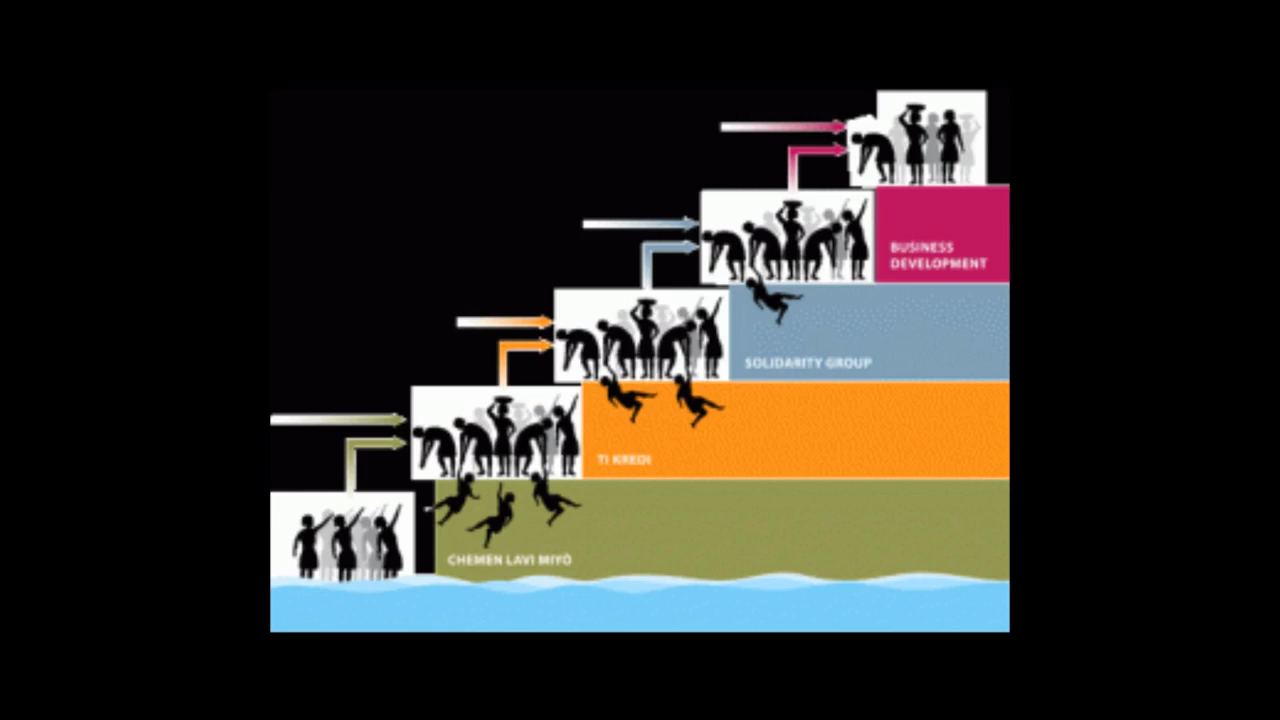 BUSINESS
DEVELOPMENT
SOLIDARITY GROUP
TI KREDI
CHEMEN LAVI MIYÒ